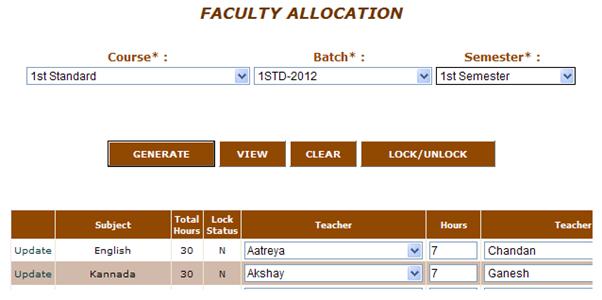 FACULTY ALLOCATION
Course* : Batch* : Semester* :
1st Standard 1STD-2012 1st Semester
GENERATE VIEW CLEAR LOCK/UNLOCK
Subject Total Hours Lock Status Teacher Hours Teacher
Update English 30 N Aatreya 7 Chandan
Update Kannada 30 N Akshay 7 Ganesh